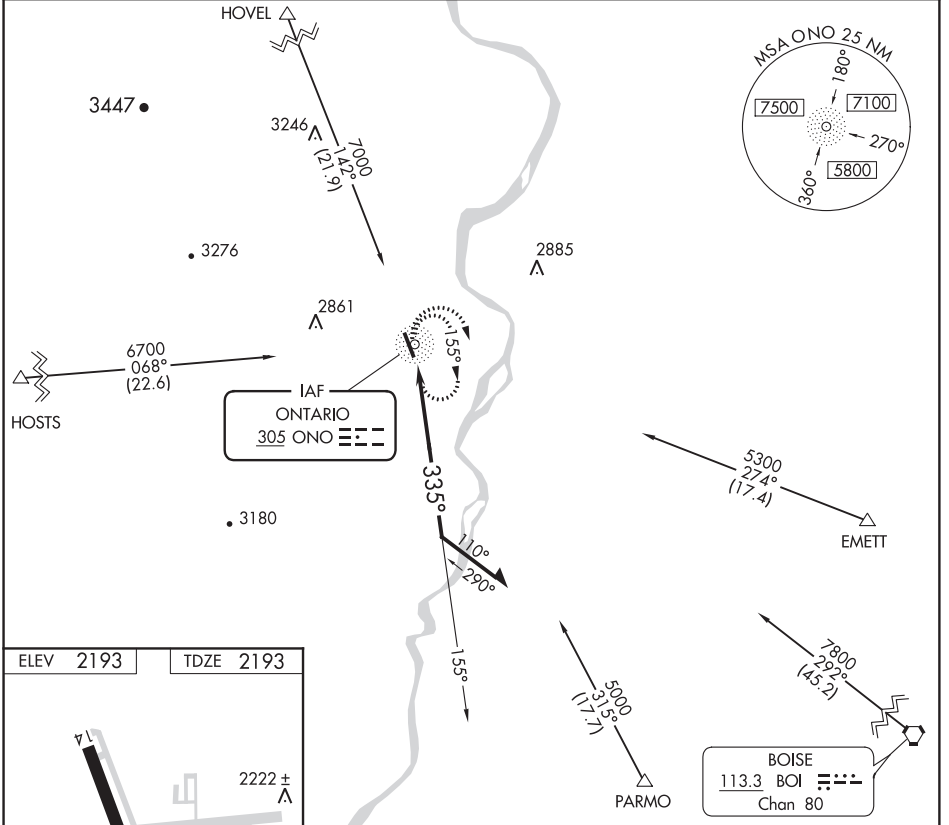 HOVEL
MSA ONO 25 NM
180°
7500
7100
270°
5800
360°
3447
3246
7000
142°
(21.9)
3276
2885
2861
155°
6700
068°
(22.6)
HOSTS
IAF
ONTARIO
305 ONO
335°
3180
5300
274°
(17.4)
EMETT
110°
290°
155°
5000
315°
(17.7)
PARMO
7800
292°
(45.2)
BOISE
113.3 BOI
Chan 80
ELEV 2193
TDZE 2193
14
2222 ±